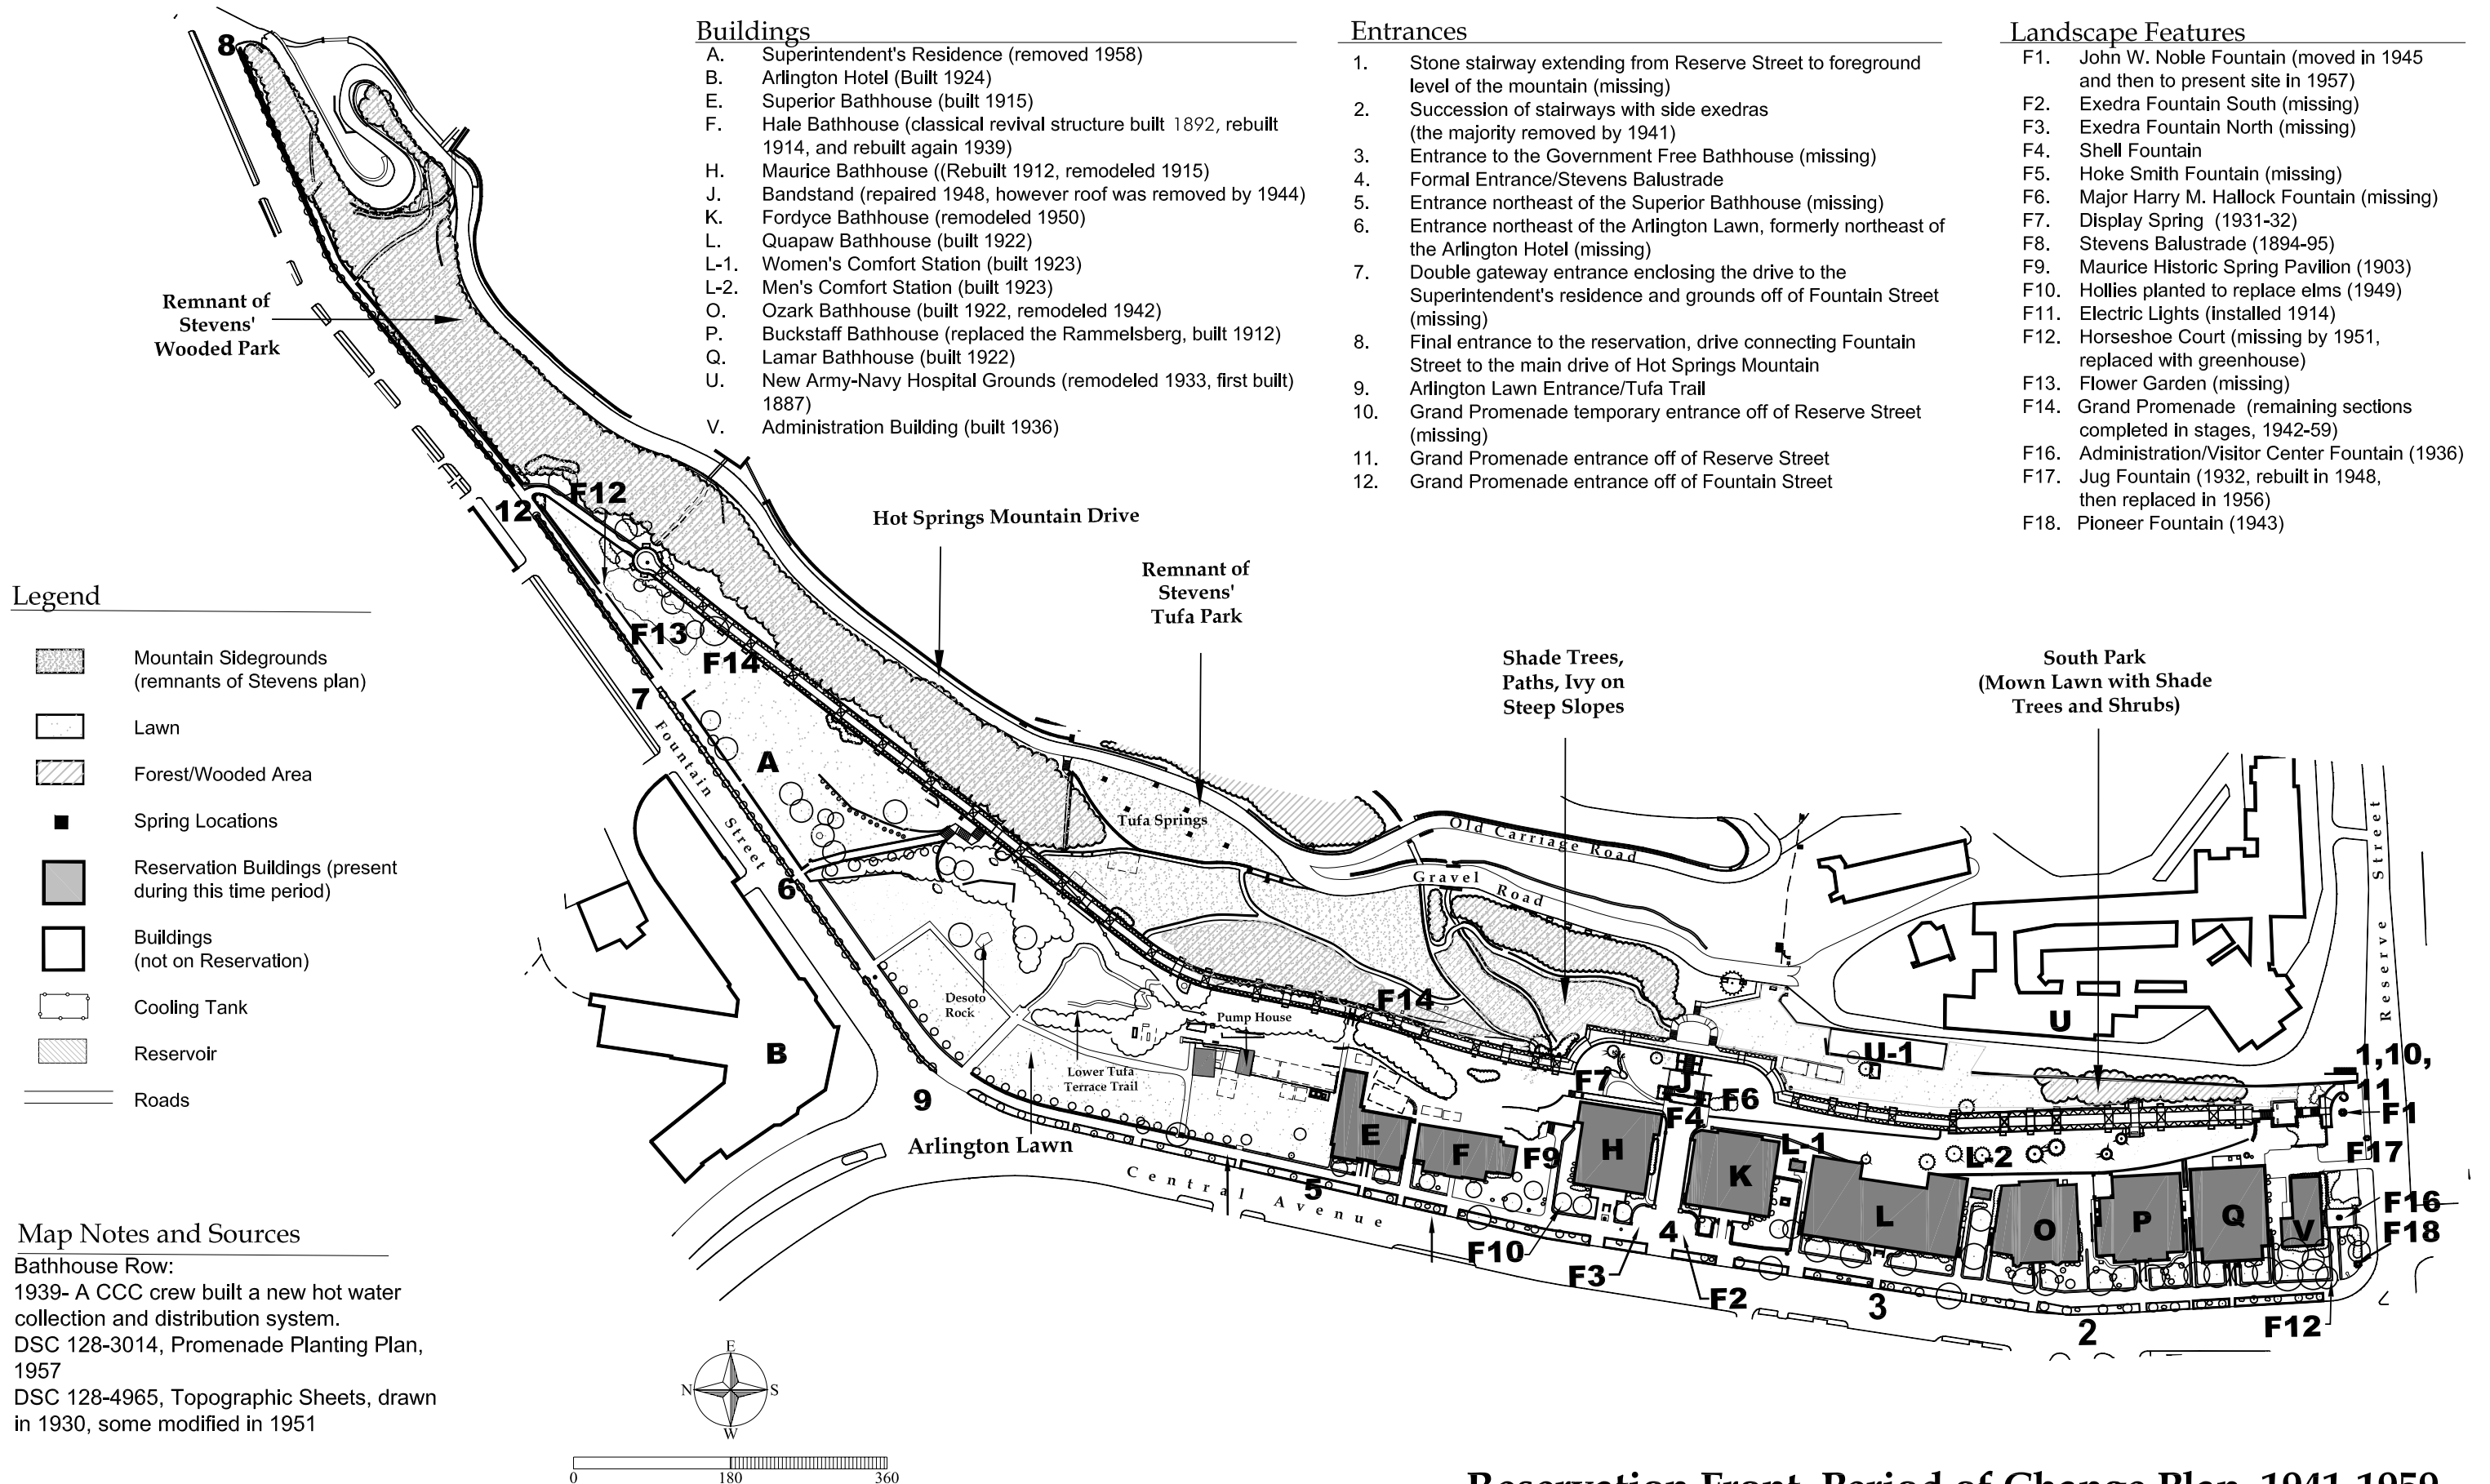 Buildings
A. Superintendent's Residence (removed 1958)
B. Arlington Hotel (Built 1924)
E. Superior Bathhouse (built 1915)
F. Hale Bathhouse (classical revival structure built 1892, rebuilt
1914, and rebuilt again 1939)
H. Maurice Bathhouse ((Rebuilt 1912, remodeled 1915)
J. Bandstand (repaired 1948, however roof was removed by 1944)
K. Fordyce Bathhouse (remodeled 1950)
L. Quapaw Bathhouse (built 1922)
L-1. Women's Comfort Station (built 1923)
L-2. Men's Comfort Station (built 1923)
O. Ozark Bathhouse (built 1922, remodeled 1942)
P. Buckstaff Bathhouse (replaced the Rammelsberg, built 1912)
Q. Lamar Bathhouse (built 1922)
U. New Army-Navy Hospital Grounds (remodeled 1933, first built)
1887)
V. Administration Building (built 1936)
Entrances
1. Stone stairway extending from Reserve Street to foreground
level of the mountain (missing)
2. Succession of stairways with side exedras
(the majority removed by 1941)
3. Entrance to the Government Free Bathhouse (missing)
4. Formal Entrance/Stevens Balustrade
5. Entrance northeast of the Superior Bathhouse (missing)
6. Entrance northeast of the Arlington Lawn, formerly northeast of
the Arlington Hotel (missing)
7. Double gateway entrance enclosing the drive to the
Superintendent's residence and grounds off of Fountain Street
(missing)
8. Final entrance to the reservation, drive connecting Fountain
Street to the main drive of Hot Springs Mountain
9. Arlington Lawn Entrance/Tufa Trail
10. Grand Promenade temporary entrance off of Reserve Street
(missing)
11. Grand Promenade entrance off of Reserve Street
12. Grand Promenade entrance off of Fountain Street
Landscape Features
F1. John W. Noble Fountain (moved in 1945
and then to present site in 1957)
F2. Exedra Fountain South (missing)
F3. Exedra Fountain North (missing)
F4. Shell Fountain
F5. Hoke Smith Fountain (missing)
F6. Major Harry M. Hallock Fountain (missing)
F7. Display Spring (1931-32)
F8. Stevens Balustrade (1894-95)
F9. Maurice Historic Spring Pavilion (1903)
F10. Hollies planted to replace elms (1949)
F11. Electric Lights (installed 1914)
F12. Horseshoe Court (missing by 1951,
replaced with greenhouse)
F13. Flower Garden (missing)
F14. Grand Promenade (remaining sections
completed in stages, 1942-59)
F16. Administration/Visitor Center Fountain (1936)
F17. Jug Fountain (1932, rebuilt in 1948,
then replaced in 1956)
F18. Pioneer Fountain (1943)
8
Remnant of
Stevens'
Wooded Park
12
F12
Hot Springs Mountain Drive
Remnant of
Stevens'
Tufa Park
Shade Trees,
Paths, Ivy on
Steep Slopes
South Park
(Mown Lawn with Shade
Trees and Shrubs)
F13
F14
7
Fountain Street
A
Tufa Springs
Old Carriage Road
Gravel Road
Reserve Street
6
Desoto
Rock
F14
Pump House
B
U
U-1
Lower Tufa
Terrace Trail
9
Arlington Lawn
Central Avenue
F7
J
F6
F4
1,10,
11
F1
E
F
F9
H
K
L-1
L-2
F17
5
L
O
P
Q
V
F16
F18
F10
4
F3
F2
3
2
F12
Legend
Mountain Sidegrounds
(remnants of Stevens plan)
Lawn
Forest/Wooded Area
Spring Locations
Reservation Buildings (present
during this time period)
Buildings
(not on Reservation)
Cooling Tank
Reservoir
Roads
Map Notes and Sources
Bathhouse Row:
1939- A CCC crew built a new hot water
collection and distribution system.
DSC 128-3014, Promenade Planting Plan,
1957
DSC 128-4965, Topographic Sheets, drawn
in 1930, some modified in 1951
E
N
S
W
0 180 360
Reservation Front, Period of Change Plan, 1941-1959